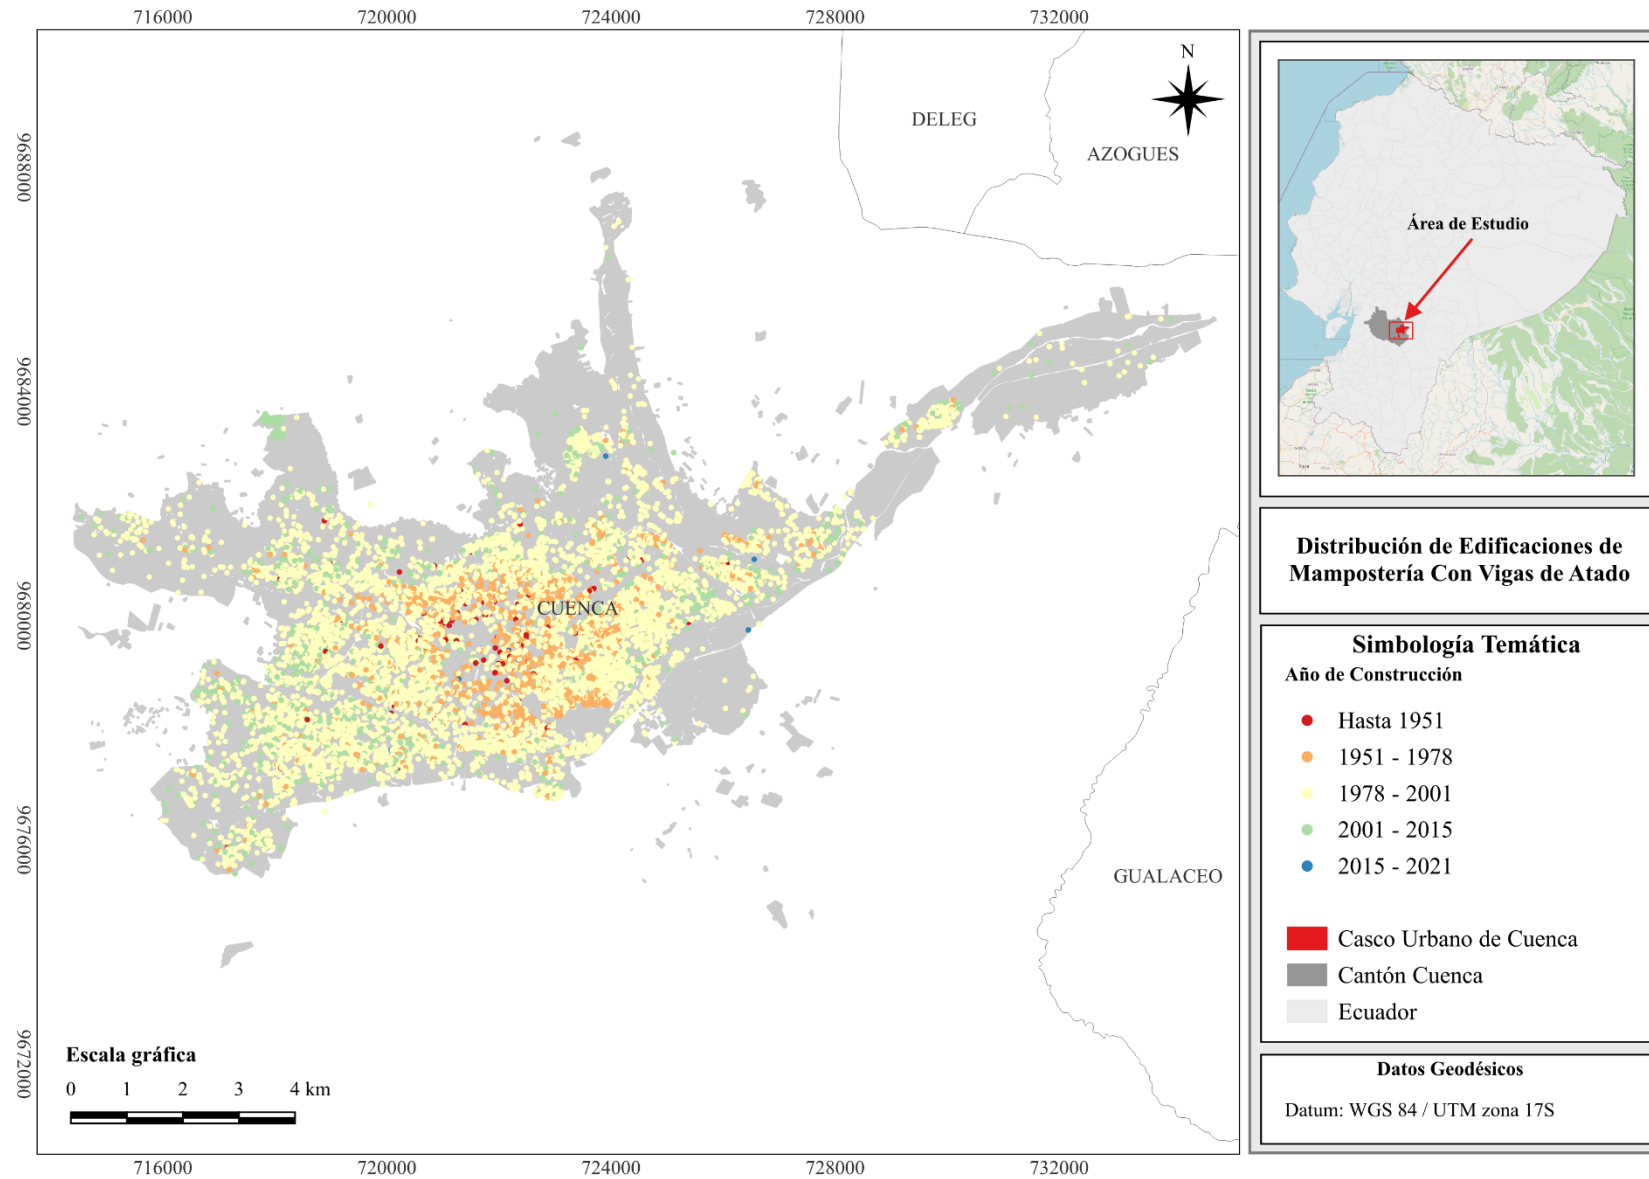 716000
720000
724000
728000
732000
N
DELEG
AZOGUES
9688000
9684000
9680000
9676000
9672000
CUENCA
GUALACEO
Escala gráfica
0 1 2 3 4 km
716000
720000
724000
728000
732000
Área de Estudio
Distribución de Edificaciones de
Mampostería Con Vigas de Atado
Simbología Temática
Año de Construcción
Hasta 1951
1951 - 1978
1978 - 2001
2001 - 2015
2015 - 2021
Casco Urbano de Cuenca
Cantón Cuenca
Ecuador
Datos Geodésicos
Datum: WGS 84 / UTM zona 17S